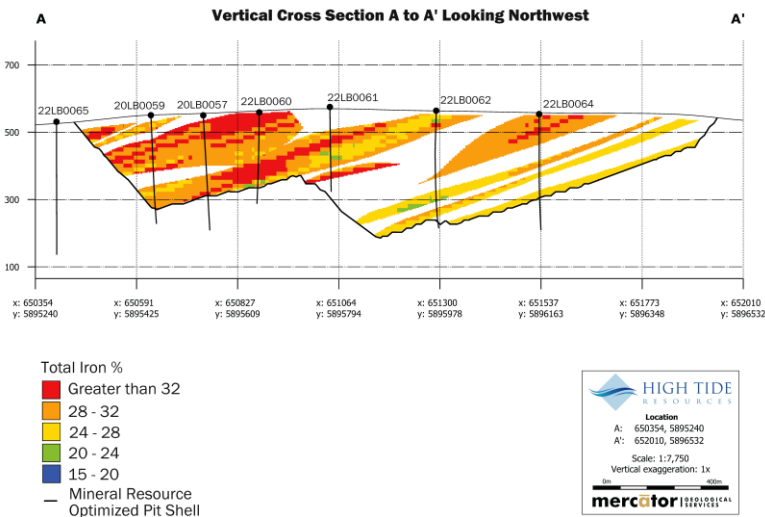 Vertical Cross Section A to A' Looking Northwest
A
A'
700
500
300
100
22LB0065
20LB0059
20LB0057
22LB0060
22LB0061
22LB0062
22LB0064
x: 650354
y: 5895240
x: 650591
y: 5895425
x: 650827
y: 5895609
x: 651064
y: 5895794
x: 651300
y: 5895978
x: 651537
y: 5896163
x: 651773
y: 5896348
x: 652010
y: 5896532
Total Iron %
Greater than 32
28 - 32
24 - 28
20 - 24
15 - 20
Mineral Resource
Optimized Pit Shell
HIGH TIDE
RESOURCES
Location
A: 650354, 5895240
A': 652010, 5896532
Scale: 1:7,750
Vertical exaggeration: 1x
0m 400m
mercator GEOLOGICAL
SERVICES